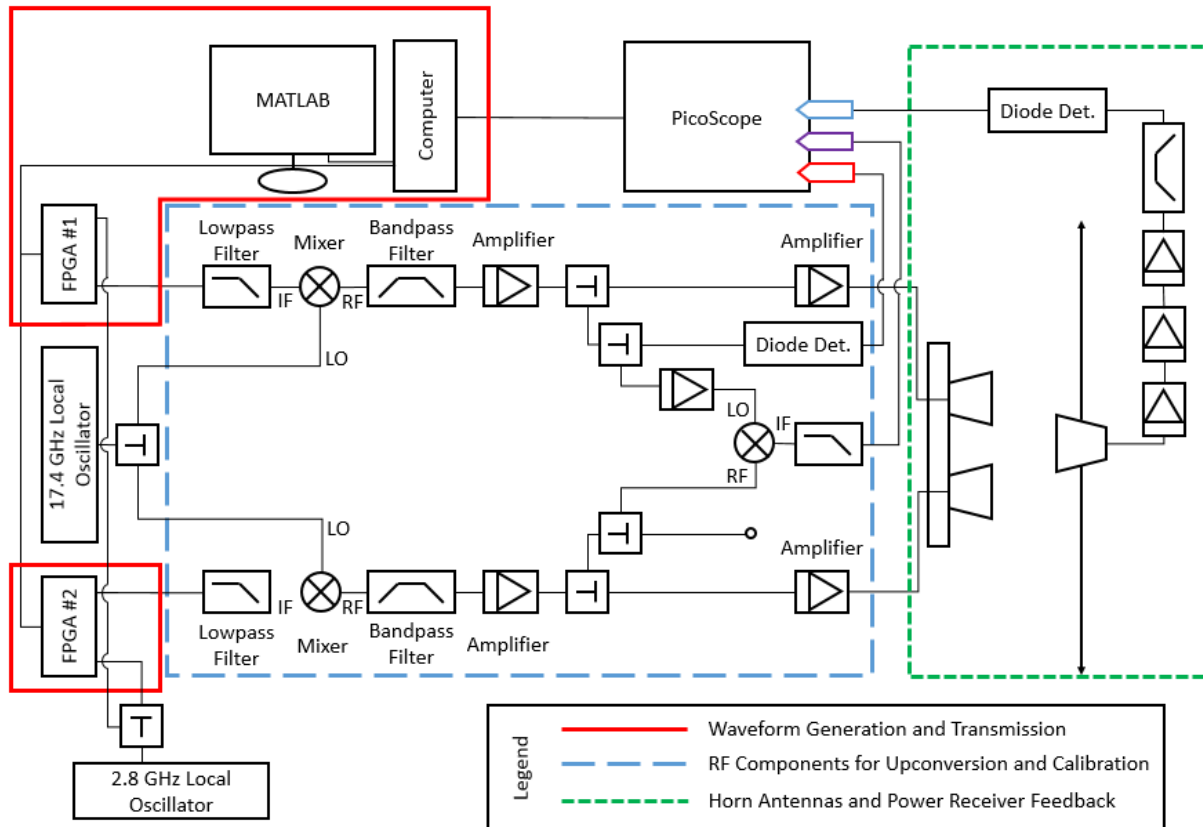 MATLAB
Computer
PicoScope
Diode Det.
FPGA #1
Lowpass
Filter
Mixer
Bandpass
Filter
Amplifier
Amplifier
IF
RF
LO
Diode Det.
17.4 GHz Local
Oscillator
LO
IF
RF
LO
FPGA #2
IF
RF
Amplifier
Lowpass
Filter
Mixer
Bandpass
Filter
Amplifier
2.8 GHz Local
Oscillator
Legend
Waveform Generation and Transmission
RF Components for Upconversion and Calibration
Horn Antennas and Power Receiver Feedback